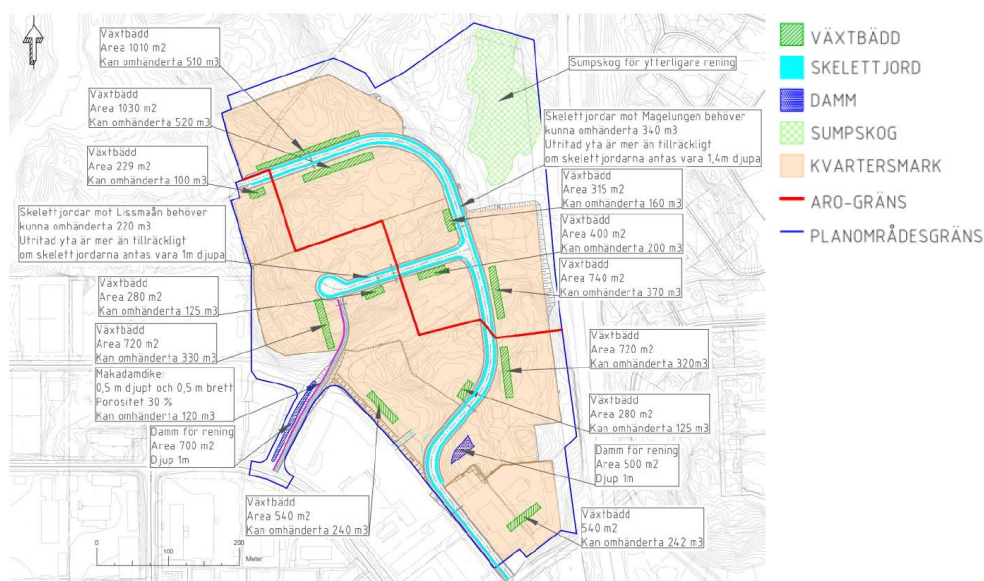 Växtbädd
Area 1010 m2
Kan omhänderta 510 m3
Växtbädd
Area 1030 m2
Kan omhänderta 520 m3
Växtbädd
Area 229 m2
Kan omhänderta 100 m3
Skelettjordar mot Lissmaån behöver
kunna omhänderta 220 m3
Utritad yta är mer än tillräckligt
om skelettjordarna antas vara 1m djupa
Växtbädd
Area 280 m2
Kan omhänderta 125 m3
Växtbädd
Area 720 m2
Kan omhänderta 330 m3
Makadamdike:
0,5 m djupt och 0,5 m brett
Porositet 30 %
Kan omhänderta 120 m3
Damm för rening
Area 700 m2
Djup 1m
Växtbädd
Area 540 m2
Kan omhänderta 240 m3
Sumpskog för ytterligare rening
Skelettjordar mot Magelungen behöver
kunna omhänderta 340 m3
Utritad yta är mer än tillräckligt
om skelettjordarna antas vara 1,4m djupa
Växtbädd
Area 315 m2
Kan omhänderta 160 m3
Växtbädd
Area 400 m2
Kan omhänderta 200 m3
Växtbädd
Area 740 m2
Kan omhänderta 370 m3
Växtbädd
Area 720 m2
Kan omhänderta 320m3
Växtbädd
Area 280 m2
Kan omhänderta 125 m3
Damm för rening
Area 500 m2
Djup 1m
Växtbädd
540 m2
Kan omhänderta 242 m3
0 100 200
Meter
VÄXTBÄDD
SKELETTJORD
DAMM
SUMPSKOG
KVARTERSMARK
ARO-GRÄNS
PLANOMRÅDESGRÄNS